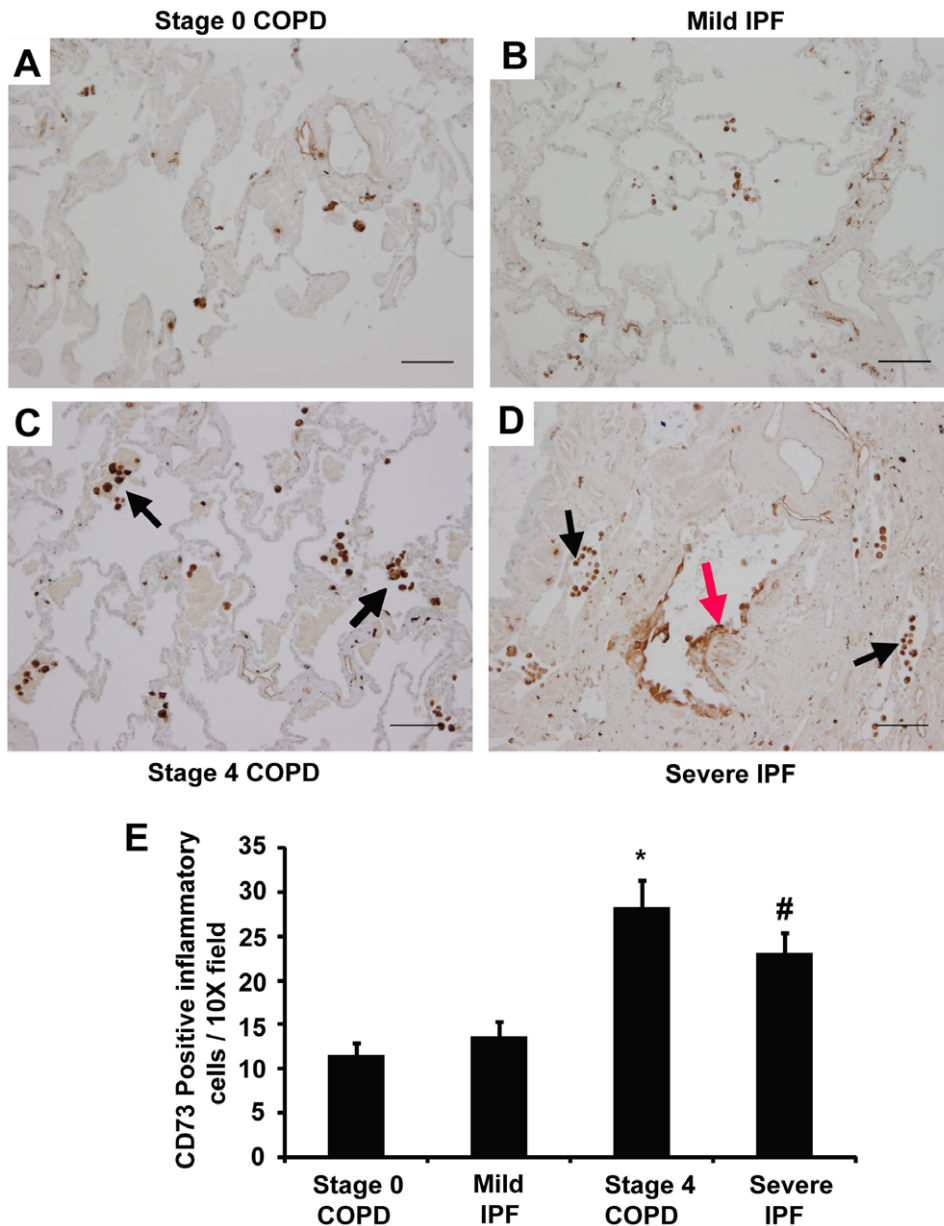 Stage 0 COPD
Mild IPF
A
B
C
D
Stage 4 COPD
Severe IPF
E
CD73 Positive inflammatory
cells / 10X field
35
30
25
20
15
10
5
0
*
#
Stage 0
COPD
Mild
IPF
Stage 4
COPD
Severe
IPF